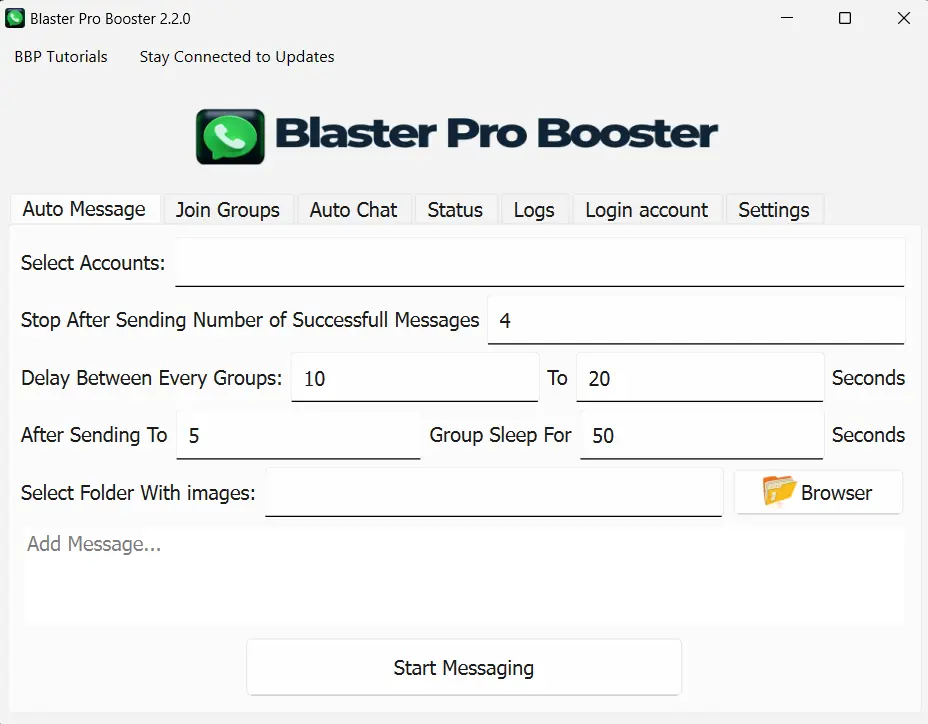 Blaster Pro Booster 2.2.0
BBP Tutorials Stay Connected to Updates
Blaster Pro Booster
Auto Message Join Groups Auto Chat Status Logs Login account Settings
Select Accounts:
Stop After Sending Number of Successfull Messages 4
Delay Between Every Groups: 10 To 20 Seconds
After Sending To 5 Group Sleep For 50 Seconds
Select Folder With images: Browser
Add Message...
Start Messaging